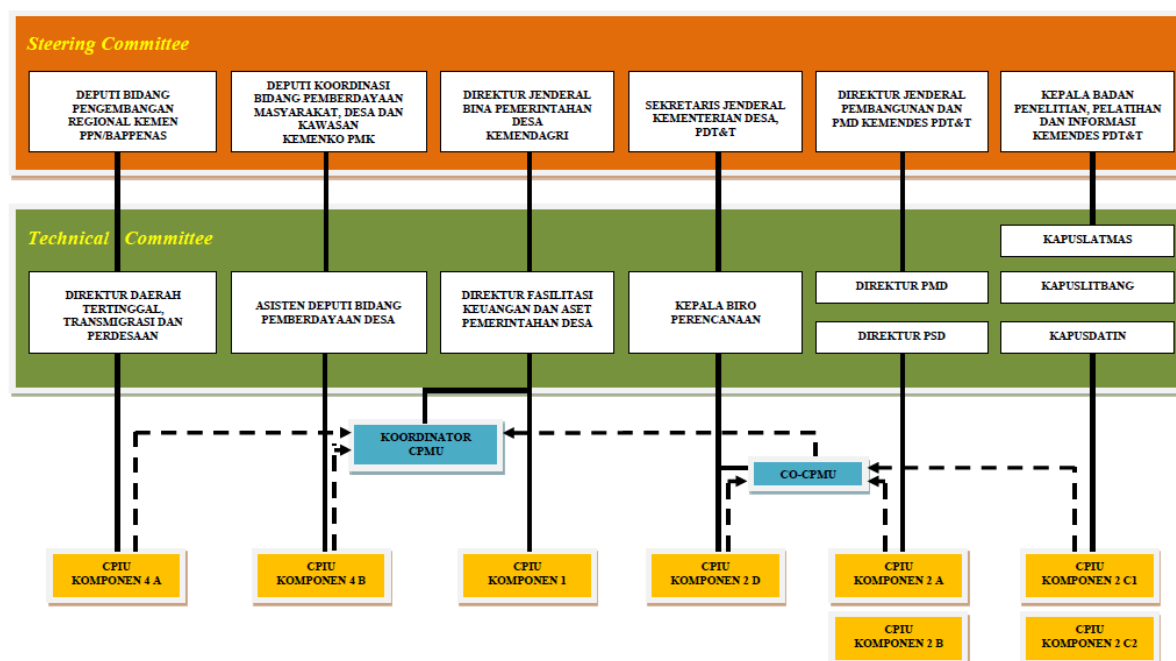 Steering Committee
DEPUTI BIDANG
PENGEMBANGAN
REGIONAL KEMEN
PPN/BAPPENAS
DEPUTI KOORDINASI
BIDANG PEMBERDAYAAN
MASYARAKAT, DESA DAN
KAWASAN
KEMENKO PMK
DIREKTUR JENDERAL
BINA PEMERINTAHAN
DESA
KEMENDAGRI
SEKRETARIS JENDERAL
KEMENTERIAN DESA,
PDT&T
DIREKTUR JENDERAL
PEMBANGUNAN DAN
PMD KEMENDES PDT&T
KEPALA BADAN
PENELITIAN, PELATIHAN
DAN INFORMASI
KEMENDES PDT&T
Technical Committee
DIREKTUR DAERAH
TERTINGGAL,
TRANSMIGRASI DAN
PERDESAAN
ASISTEN DEPUTI BIDANG
PEMBERDAYAAN DESA
DIREKTUR FASILITASI
KEUANGAN DAN ASET
PEMERINTAHAN DESA
KEPALA BIRO
PERENCANAAN
DIREKTUR PMD
DIREKTUR PSD
KAPUSLATMAS
KAPUSLITBANG
KAPUSDATIN
KOORDINATOR
CPMU
CO-CPMU
CPIU
KOMPONEN 4 A
CPIU
KOMPONEN 4 B
CPIU
KOMPONEN 1
CPIU
KOMPONEN 2 D
CPIU
KOMPONEN 2 A
CPIU
KOMPONEN 2 C1
CPIU
KOMPONEN 2 B
CPIU
KOMPONEN 2 C2